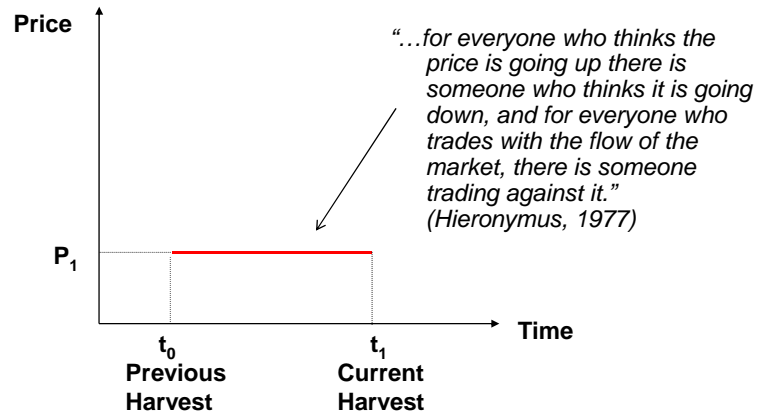 Price
“…for everyone who thinks the
price is going up there is
someone who thinks it is going
down, and for everyone who
trades with the flow of the
market, there is someone
trading against it.”
(Hieronymus, 1977)
P1
Time
t0
Previous
Harvest
t1
Current
Harvest